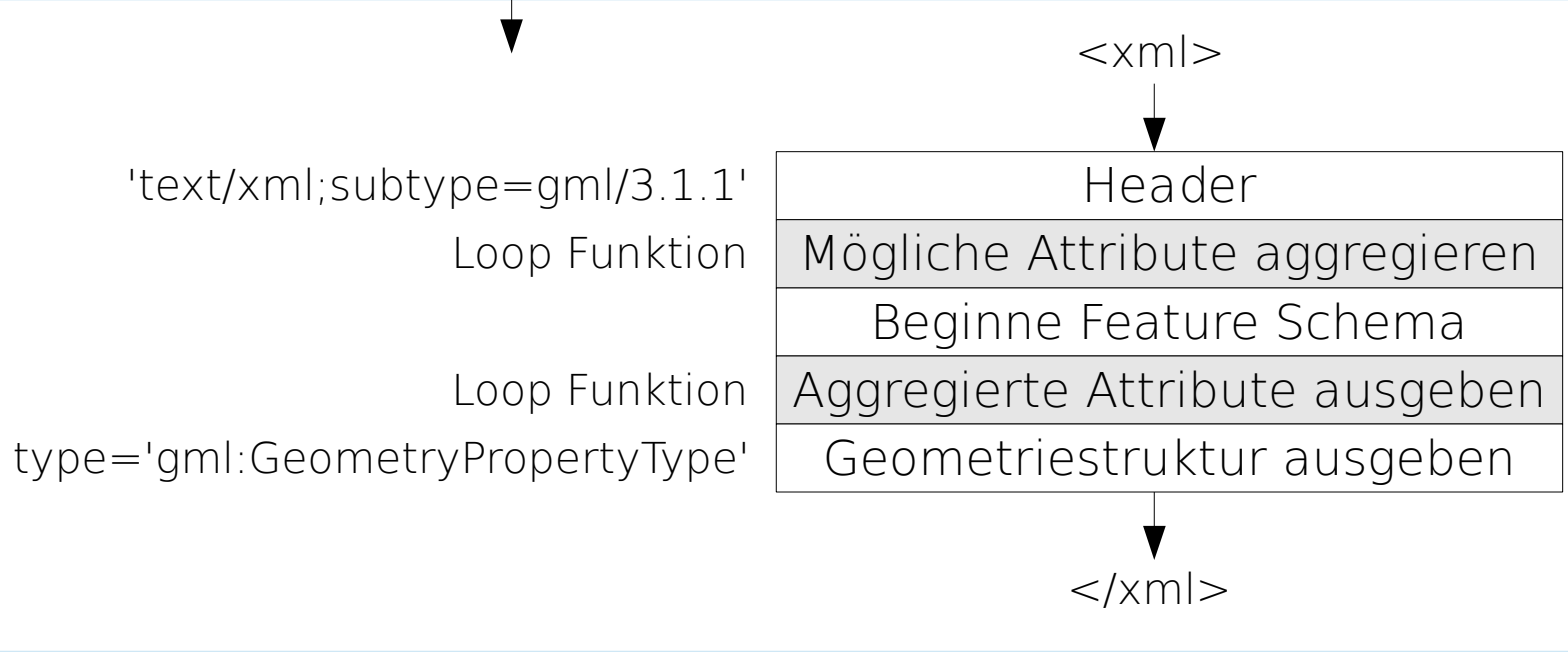 <xml>
'text/xml;subtype=gml/3.1.1'
Header
Loop Funktion
Mögliche Attribute aggregieren
Beginne Feature Schema
Loop Funktion
Aggregierte Attribute ausgeben
type='gml:GeometryPropertyType'
Geometriestruktur ausgeben
</xml>